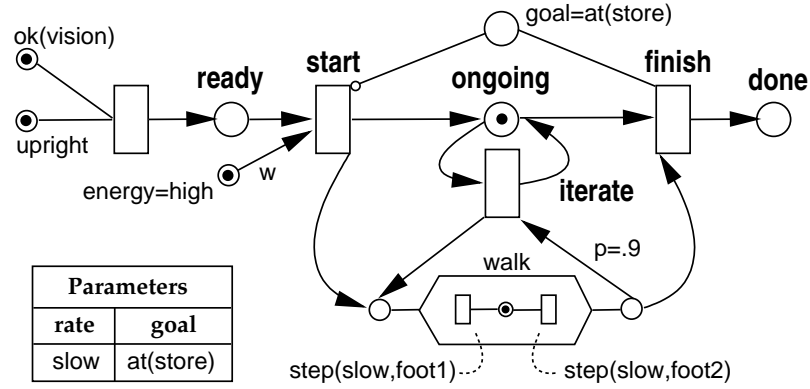 goal=at(store)
ok(vision)
ready
start
ongoing
finish
done
upright
energy=high
w
iterate
p=.9
walk
Parameters
rate goal
slow at(store)
step(slow,foot1)
step(slow,foot2)